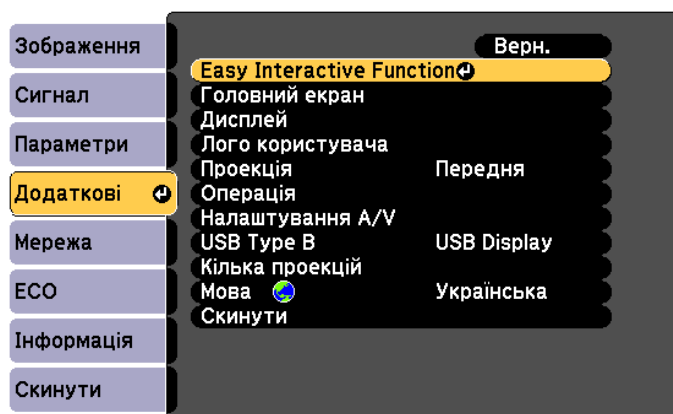 Зображення
Сигнал
Параметри
Додаткові
Мережа
ECO
Інформація
Скинути
Верн.
Easy Interactive Function
Головний екран
Дисплей
Лого користувача
Проекція Передня
Операція
Налаштування A/V
USB Type B USB Display
Кілька проекцій
Мова Українська
Скинути